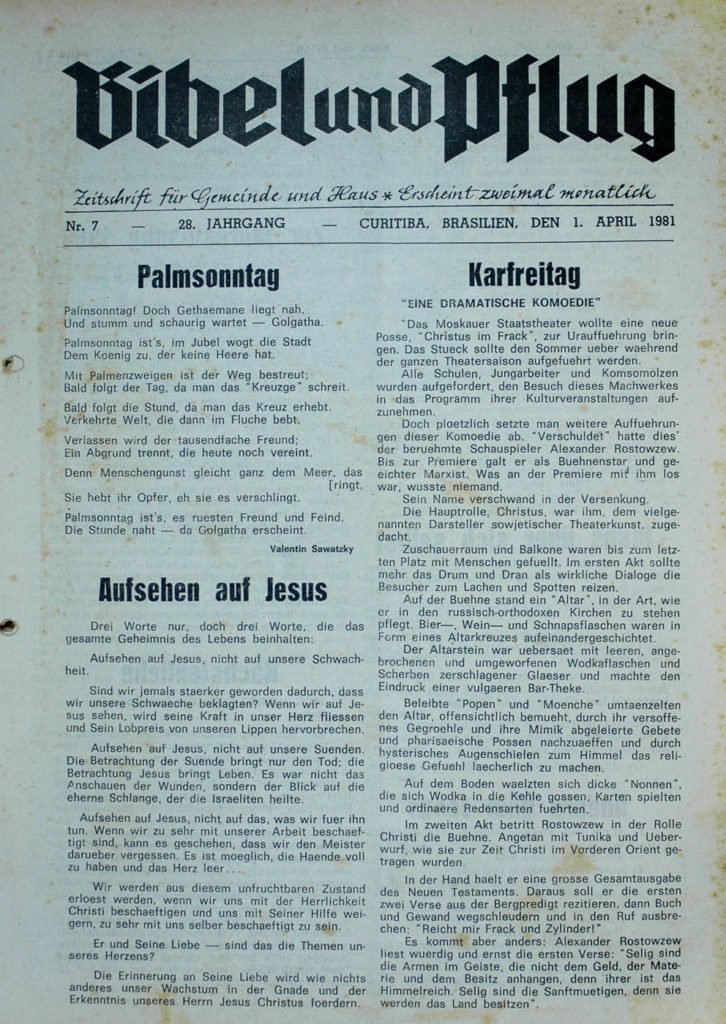 Bibel und Pflug
Zeitschrift für Gemeinde und Haus * Erscheint zweimal monatlich
Nr. 7 — 28. JAHRGANG — CURITIBA, BRASILIEN, DEN 1. APRIL 1981
Palmsonntag
Palmsonntag! Doch Gethsemane liegt nah,
Und stumm und schaurig wartet — Golgatha.
Palmsonntag ist's, im Jubel wogt die Stadt
Dem Koenig zu, der keine Heere hat.
Mit Palmenzweigen ist der Weg bestreut;
Bald folgt der Tag, da man das "Kreuzge" schreit.
Bald folgt die Stund, da man das Kreuz erhebt.
Verkehrte Welt, die dann im Fluche bebt.
Verlassen wird der tausendfache Freund;
Ein Abgrund trennt, die heute noch vereint.
Denn Menschengunst gleicht ganz dem Meer, das
[ringt,
Sie hebt ihr Opfer, eh sie es verschlingt.
Palmsonntag ist's, es ruesten Freund und Feind.
Die Stunde naht — da Golgatha erscheint.
Valentin Sawatzky
Aufsehen auf Jesus
Drei Worte nur, doch drei Worte, die das
gesamte Geheimnis des Lebens beinhalten:
Aufsehen auf Jesus, nicht auf unsere Schwach-
heit.
Sind wir jemals staerker geworden dadurch, dass
wir unsere Schwaeche beklagten? Wenn wir auf Je-
sus sehen, wird seine Kraft in unser Herz fliessen
und Sein Lobpreis von unseren Lippen hervorbrechen.
Aufsehen auf Jesus, nicht auf unsere Suenden.
Die Betrachtung der Suende bringt nur den Tod; die
Betrachtung Jesus bringt Leben. Es war nicht das
Anschauen der Wunden, sondern der Blick auf die
eherne Schlange, der die Israeliten heilte.
Aufsehen auf Jesus, nicht auf das, was wir fuer ihn
tun. Wenn wir zu sehr mit unserer Arbeit beschaef-
tigt sind, kann es geschehen, dass wir den Meister
darueber vergessen. Es ist moeglich, die Haende voll
zu haben und das Herz leer...
Wir werden aus diesem unfruchtbaren Zustand
erloest werden, wenn wir uns mit der Herrlichkeit
Christi beschaeftigen und uns mit Seiner Hilfe wei-
gern, zu sehr mit uns selber beschaeftigt zu sein.
Er und Seine Liebe — sind das die Themen un-
seres Herzens?
Die Erinnerung an Seine Liebe wird wie nichts
anderes unser Wachstum in der Gnade und der
Erkenntnis unseres Herrn Jesus Christus foerdern.
Karfreitag
"EINE DRAMATISCHE KOMOEDIE"
"Das Moskauer Staatstheater wollte eine neue
Posse, "Christus im Frack", zur Urauffuehrung brin-
gen. Das Stueck sollte den Sommer ueber waehrend
der ganzen Theatersaison aufgefuehrt werden.
Alle Schulen, Jungarbeiter und Komsomolzen
wurden aufgefordert, den Besuch dieses Machwerkes
in das Programm ihrer Kulturveranstaltungen auf-
zunehmen.
Doch ploetzlich setzte man weitere Auffuehrun-
gen dieser Komoedie ab. "Verschuldet" hatte dies'
der beruehmte Schauspieler Alexander Rostowzew.
Bis zur Premiere galt er als Buehnenstar und ge-
eichter Marxist. Was an der Premiere mit ihm los
war, wusste niemand.
Sein Name verschwand in der Versenkung.
Die Hauptrolle, Christus, war ihm, dem vielge-
nannten Darsteller sowjetischer Theaterkunst, zuge-
dacht.
Zuschauerraum und Balkone waren bis zum letz-
ten Platz mit Menschen gefuellt. Im ersten Akt sollte
mehr das Drum und Dran als wirkliche Dialoge die
Besucher zum Lachen und Spotten reizen.
Auf der Buehne stand ein "Altar", in der Art, wie
er in den russisch-orthodoxen Kirchen zu stehen
pflegt. Bier—, Wein— und Schnapsflaschen waren in
Form eines Altarkreuzes aufeinandergeschichtet.
Der Altarstein war uebersaet mit leeren, ange-
brochenen und umgeworfenen Wodkaflaschen und
Scherben zerschlagener Glaeser und machte den
Eindruck einer vulgaeren Bar-Theke.
Beleibte "Popen" und "Moenche" umtaenzelten
den Altar, offensichtlich bemueht, durch ihr versoffe-
nes Gegroehle und ihre Mimik abgeleierte Gebete
und pharisaeische Possen nachzuaeffen und durch
hysterisches Augenschielen zum Himmel das reli-
gioese Gefuehl laecherlich zu machen.
Auf dem Boden waelzten sich dicke "Nonnen",
die sich Wodka in die Kehle gossen, Karten spielten
und ordinaere Redensarten fuehrten.
Im zweiten Akt betritt Rostowzew in der Rolle
Christi die Buehne. Angetan mit Tunika und Ueber-
wurf, wie sie zur Zeit Christi im Vorderen Orient ge-
tragen wurden.
In der Hand haelt er eine grosse Gesamtausgabe
des Neuen Testaments. Daraus soll er die ersten
zwei Verse aus der Bergpredigt rezitieren, dann Buch
und Gewand wegschleudern und in den Ruf ausbre-
chen: "Reicht mir Frack und Zylinder!"
Es kommt aber anders: Alexander Rostowzew
liest wuerdig und ernst die ersten Verse: "Selig sind
die Armen im Geiste, die nicht dem Geld, der Mate-
rie und dem Besitz anhangen, denn ihrer ist das
Himmelreich. Selig sind die Sanftmuetigen, denn sie
werden das Land besitzen".